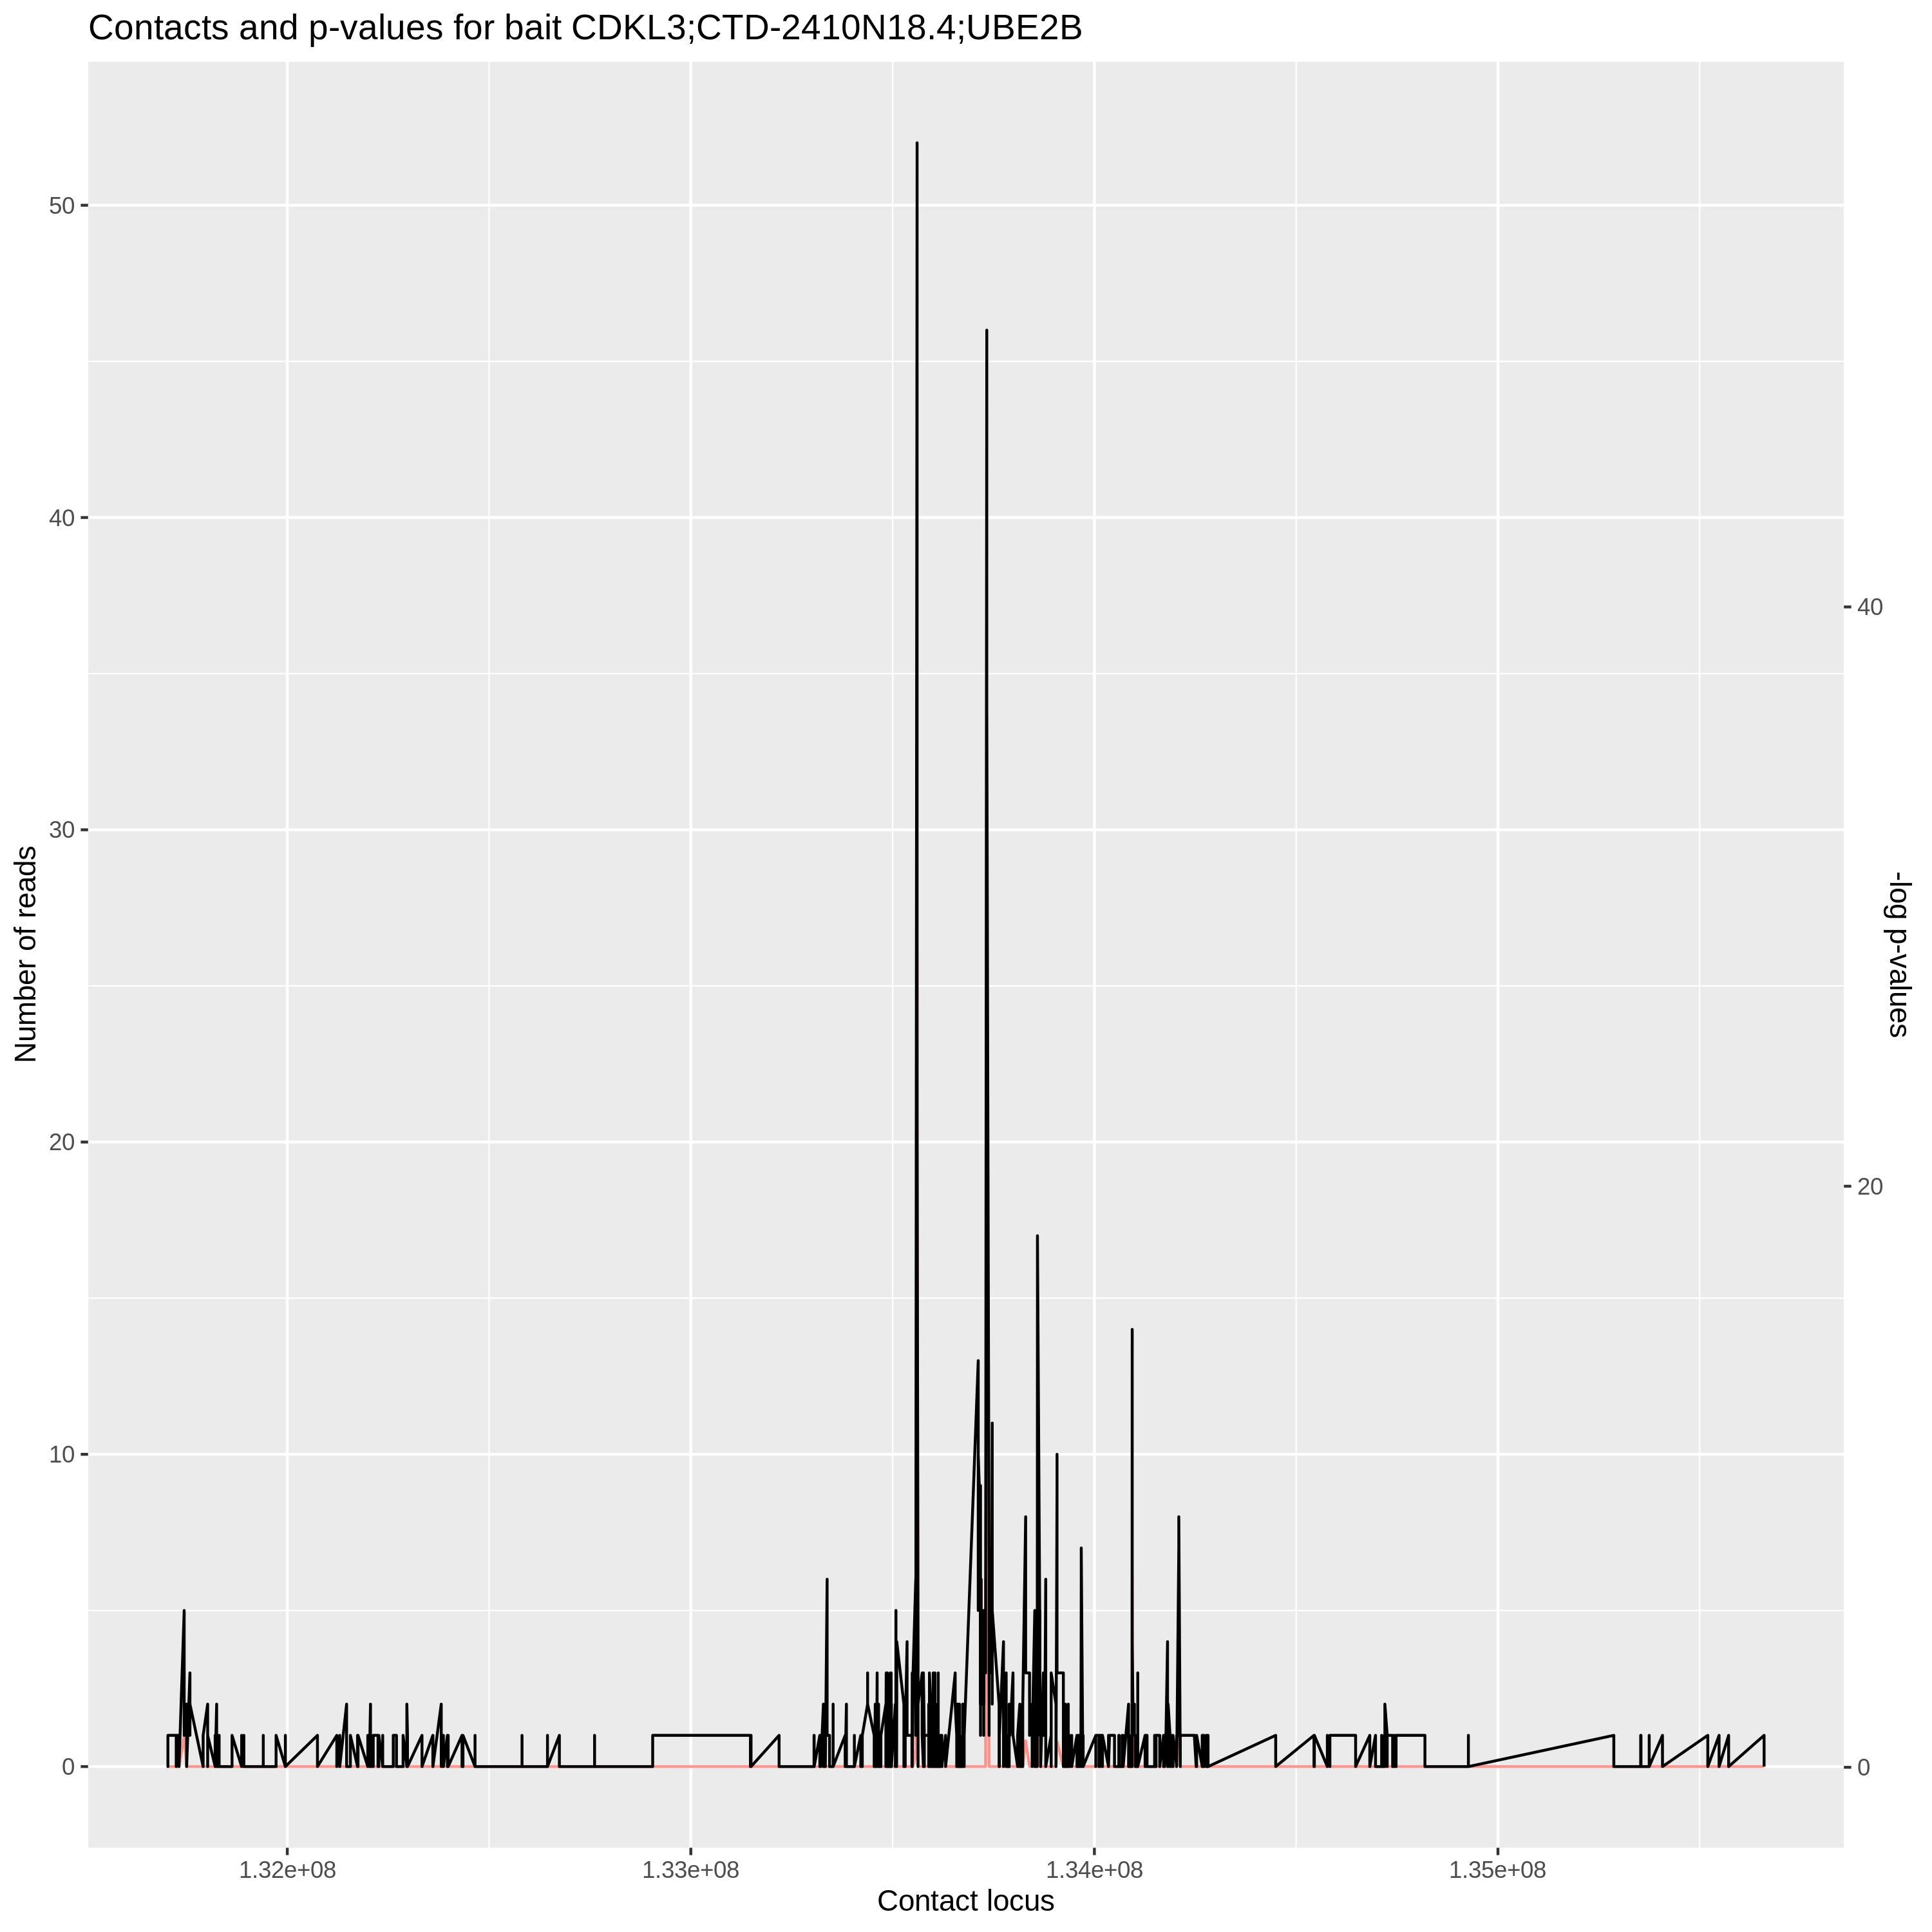 Contacts and p-values for bait CDKL3;CTD-2410N18.4;UBE2B
50
40
30
20
10
0
Number of reads
40
20
0
-log p-values
1.32e+08
1.33e+08
1.34e+08
1.35e+08
Contact locus